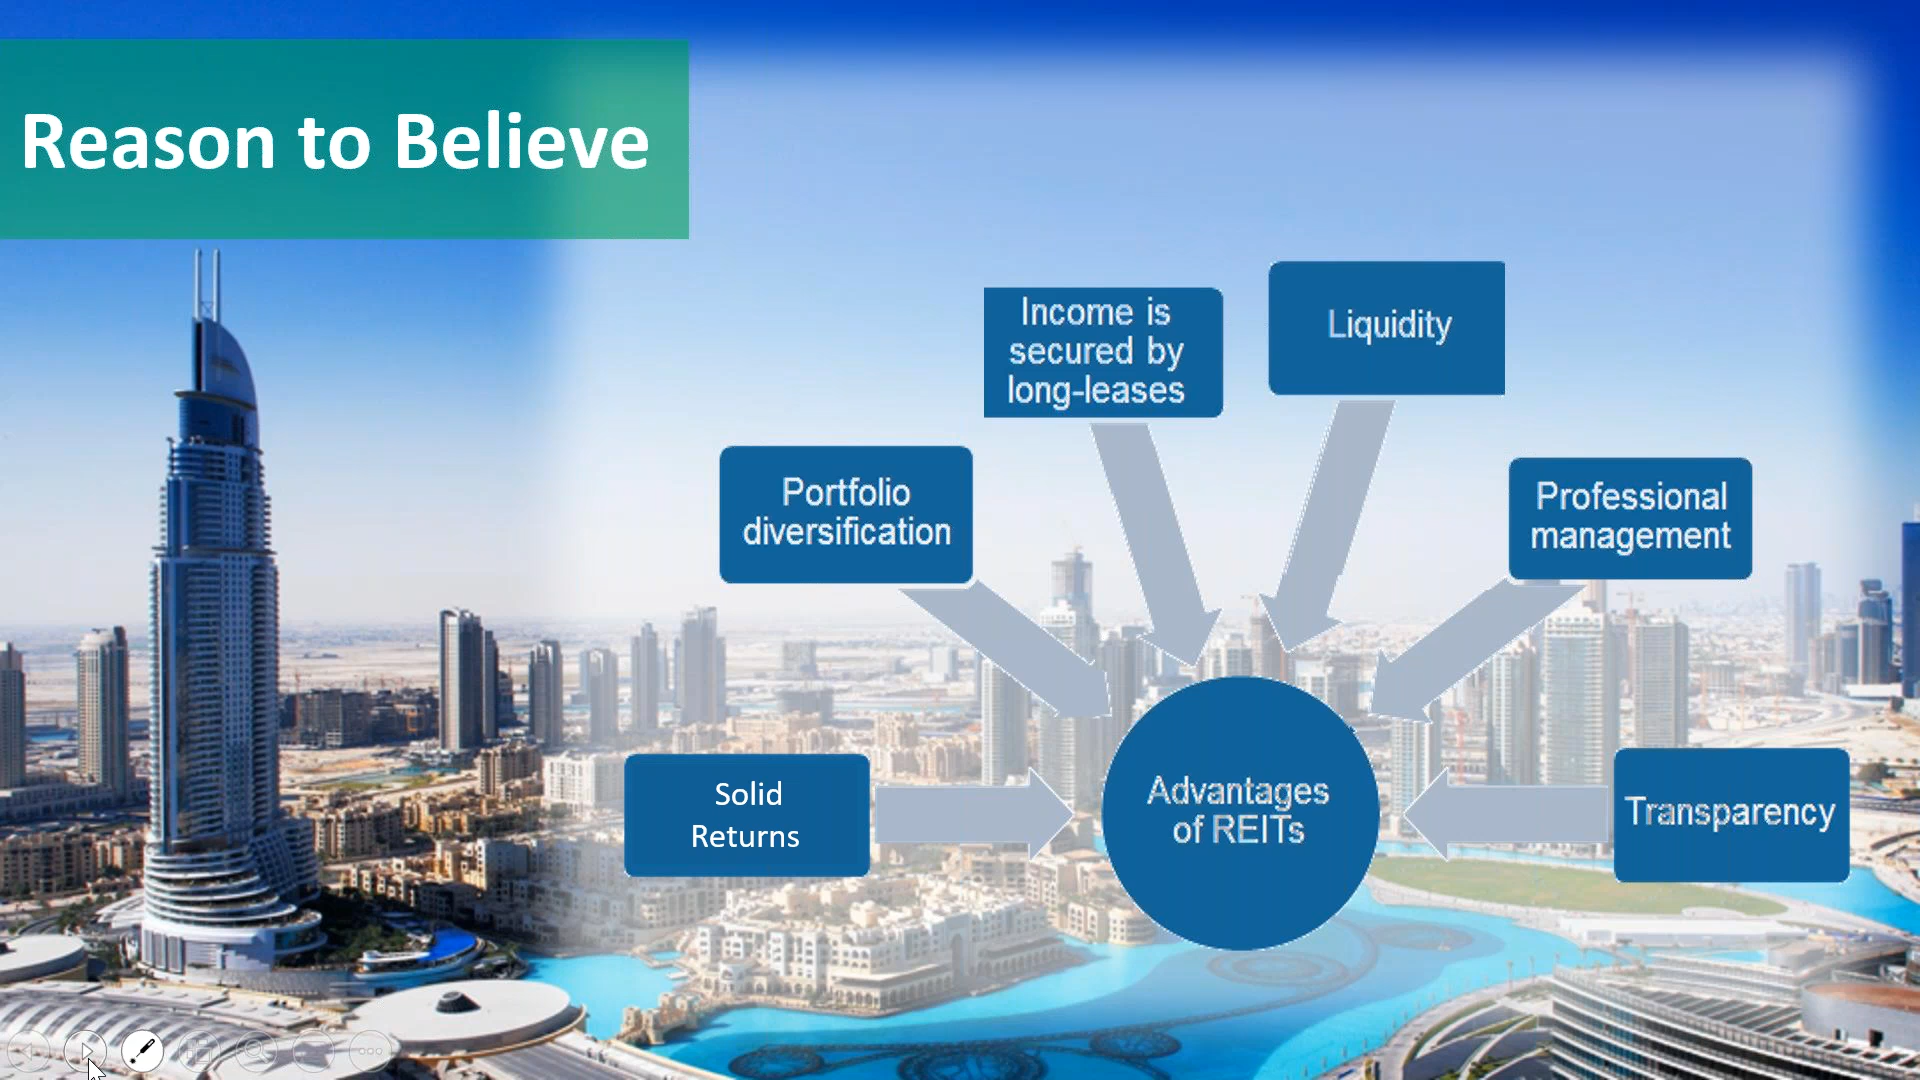 Reason to Believe
Income is
secured by
long-leases
Liquidity
Portfolio
diversification
Professional
management
Solid
Returns
Advantages
of REITs
Transparency